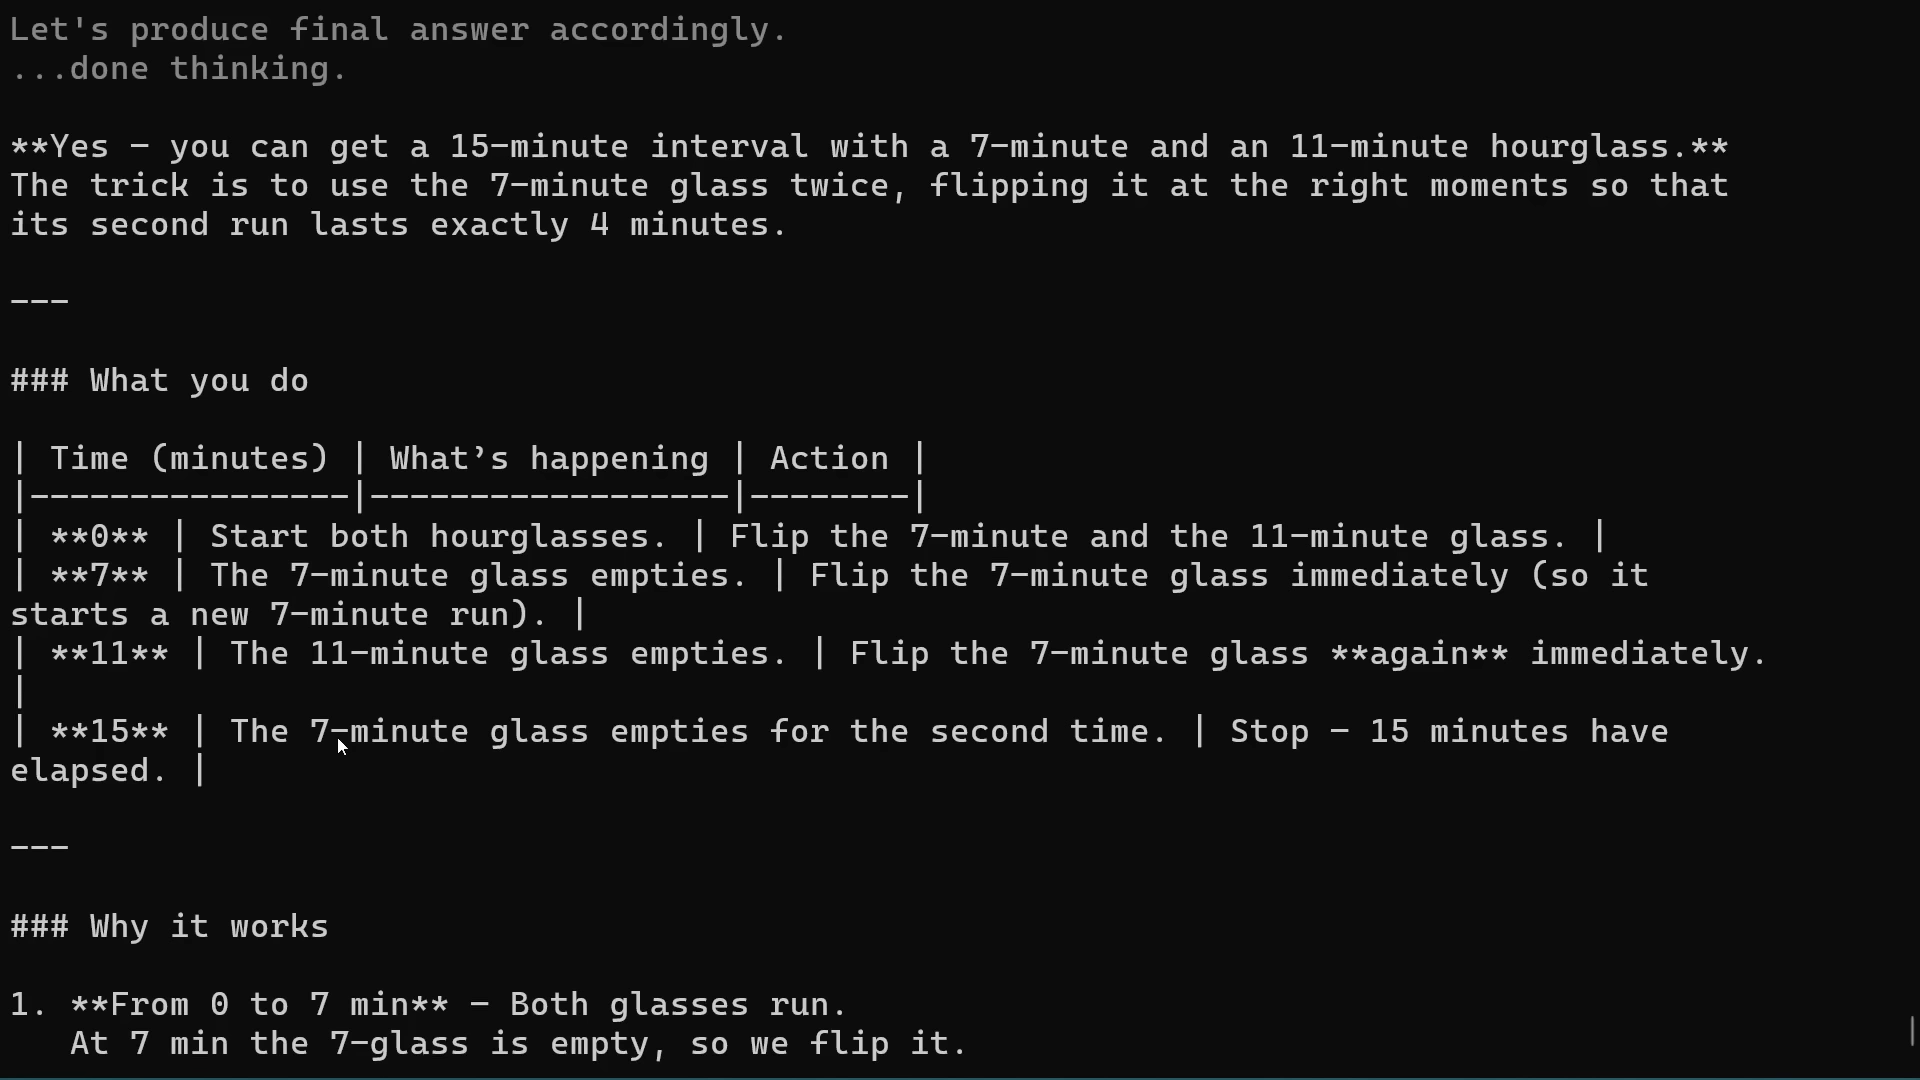 Let's produce final answer accordingly.
...done thinking.
**Yes – you can get a 15‑minute interval with a 7‑minute and an 11‑minute hourglass.**
The trick is to use the 7‑minute glass twice, flipping it at the right moments so that
its second run lasts exactly 4 minutes.
---
### What you do
| Time (minutes) | What’s happening | Action |
|----------------|------------------|--------|
| **0** | Start both hourglasses. | Flip the 7‑minute and the 11‑minute glass. |
| **7** | The 7‑minute glass empties. | Flip the 7‑minute glass immediately (so it
starts a new 7‑minute run). |
| **11** | The 11‑minute glass empties. | Flip the 7‑minute glass **again** immediately.
|
| **15** | The 7‑minute glass empties for the second time. | Stop – 15 minutes have
elapsed. |
---
### Why it works
1. **From 0 to 7 min** – Both glasses run.
   At 7 min the 7‑glass is empty, so we flip it.